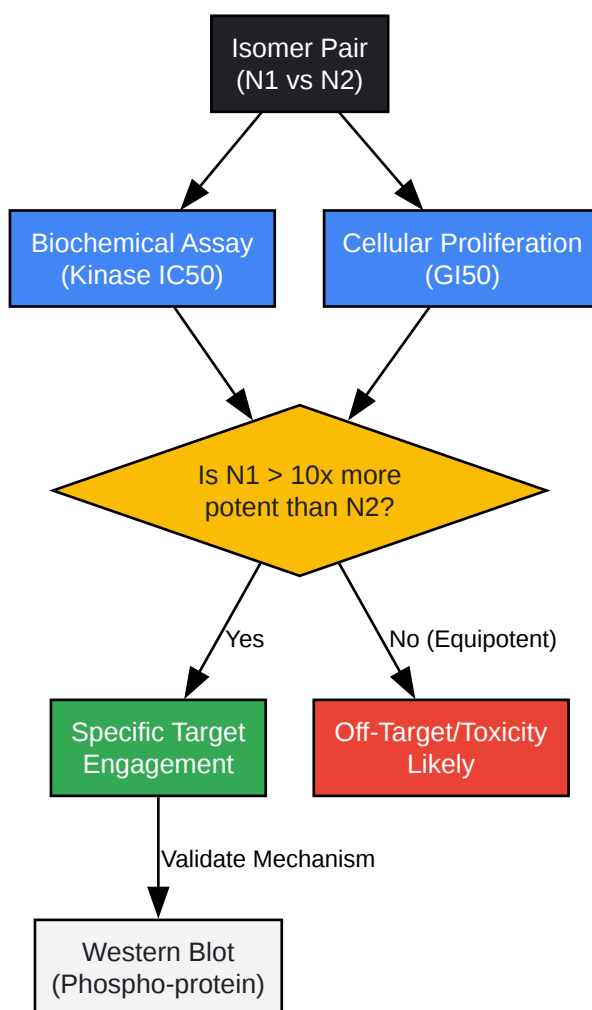 Isomer Pair
(N1 vs N2)
Biochemical Assay
(Kinase IC50)
Cellular Proliferation
(GI50)
Is N1 > 10x more
potent than N2?
Yes
No (Equipotent)
Specific Target
Engagement
Off-Target/Toxicity
Likely
Validate Mechanism
Western Blot
(Phospho-protein)